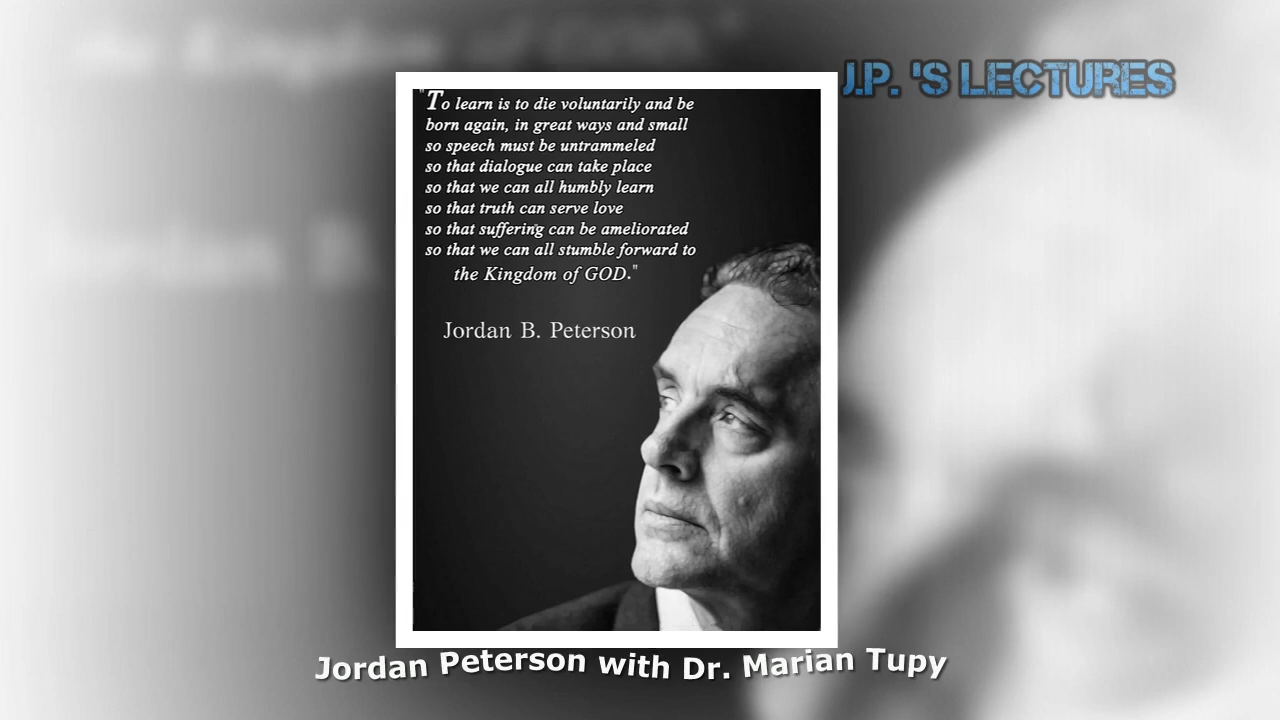 J.P. 'S LECTURES
"To learn is to die voluntarily and be
born again, in great ways and small
so speech must be untrammeled
so that dialogue can take place
so that we can all humbly learn
so that truth can serve love
so that suffering can be ameliorated
so that we can all stumble forward to
the Kingdom of GOD."
Jordan B. Peterson
Jordan Peterson with Dr. Marian Tupy